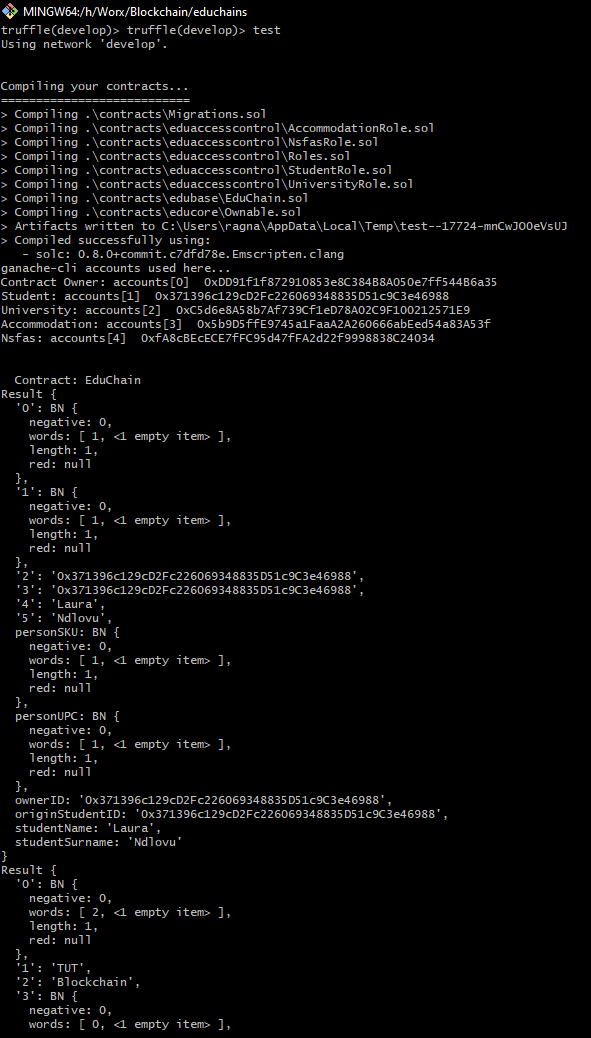 MINGW64:/h/Worx/Blockchain/educhains
truffle(develop)> truffle(develop)> test
Using network 'develop'.
Compiling your contracts...
===========================
> Compiling .\contracts\Migrations.sol
> Compiling .\contracts\eduaccesscontrol\AccommodationRole.sol
> Compiling .\contracts\eduaccesscontrol\NsfasRole.sol
> Compiling .\contracts\eduaccesscontrol\Roles.sol
> Compiling .\contracts\eduaccesscontrol\StudentRole.sol
> Compiling .\contracts\eduaccesscontrol\UniversityRole.sol
> Compiling .\contracts\edubase\EduChain.sol
> Compiling .\contracts\educore\Ownable.sol
> Artifacts written to C:\Users\ragna\AppData\Local\Temp\test--17724-mnCwJOOeVsUJ
> Compiled successfully using:
   - solc: 0.8.0+commit.c7dfd78e.Emscripten.clang
ganache-cli accounts used here...
Contract Owner: accounts[0]  0xDD91f1f872910853e8C384B8A050e7ff544B6a35
Student: accounts[1]  0x371396c129cD2Fc226069348835D51c9C3e46988
University: accounts[2]  0xC5d6e8A58b7Af739Cf1eD78A02C9F100212571E9
Accommodation: accounts[3]  0x5b9D5ffE9745a1FaaA2A260666abEed54a83A53f
Nsfas: accounts[4]  0xfA8cBEcECE7fFC95d47fFA2d22f9998838C24034
  Contract: EduChain
Result {
  '0': BN {
    negative: 0,
    words: [ 1, <1 empty item> ],
    length: 1,
    red: null
  },
  '1': BN {
    negative: 0,
    words: [ 1, <1 empty item> ],
    length: 1,
    red: null
  },
  '2': '0x371396c129cD2Fc226069348835D51c9C3e46988',
  '3': '0x371396c129cD2Fc226069348835D51c9C3e46988',
  '4': 'Laura',
  '5': 'Ndlovu',
  personSKU: BN {
    negative: 0,
    words: [ 1, <1 empty item> ],
    length: 1,
    red: null
  },
  personUPC: BN {
    negative: 0,
    words: [ 1, <1 empty item> ],
    length: 1,
    red: null
  },
  ownerID: '0x371396c129cD2Fc226069348835D51c9C3e46988',
  originStudentID: '0x371396c129cD2Fc226069348835D51c9C3e46988',
  studentName: 'Laura',
  studentSurname: 'Ndlovu'
}
Result {
  '0': BN {
    negative: 0,
    words: [ 2, <1 empty item> ],
    length: 1,
    red: null
  },
  '1': 'TUT',
  '2': 'Blockchain',
  '3': BN {
    negative: 0,
    words: [ 0, <1 empty item> ],